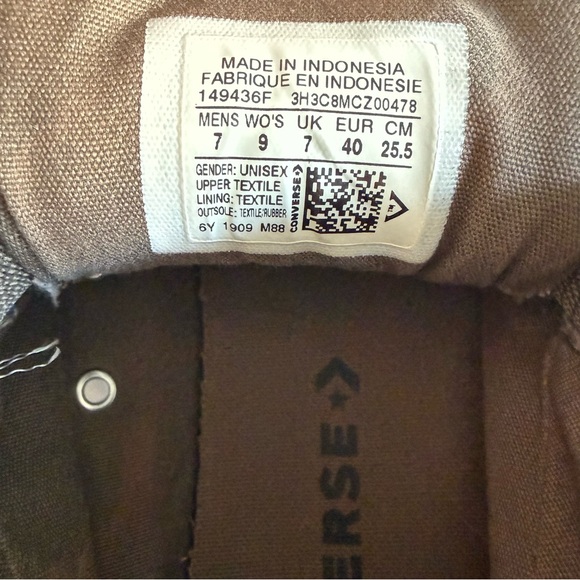 MADE IN INDONESIA
FABRIQUE EN INDONESIE
149436F 3H3C8MCZ00478
MENS WO'S UK EUR CM
7 9 7 40 25.5
GENDER: UNISEX
UPPER TEXTILE
LINING: TEXTILE
OUTSOLE: TEXTILE/RUBBER
6Y 1909 M88
CONVERSE
ERSE